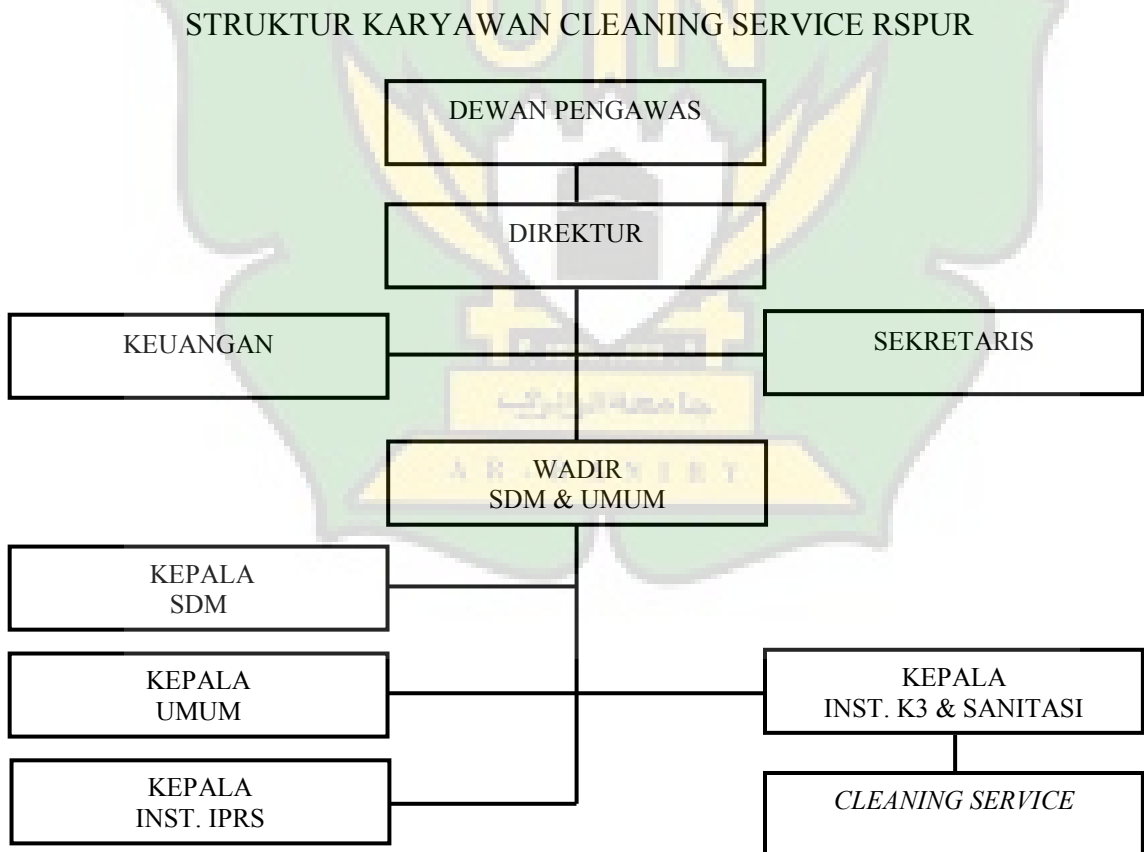 STRUKTUR KARYAWAN CLEANING SERVICE RSPUR
DEWAN PENGAWAS
DIREKTUR
KEUANGAN
SEKRETARIS
WADIR
SDM & UMUM
KEPALA
SDM
KEPALA
UMUM
KEPALA
INST. K3 & SANITASI
KEPALA
INST. IPRS
CLEANING SERVICE
UIN